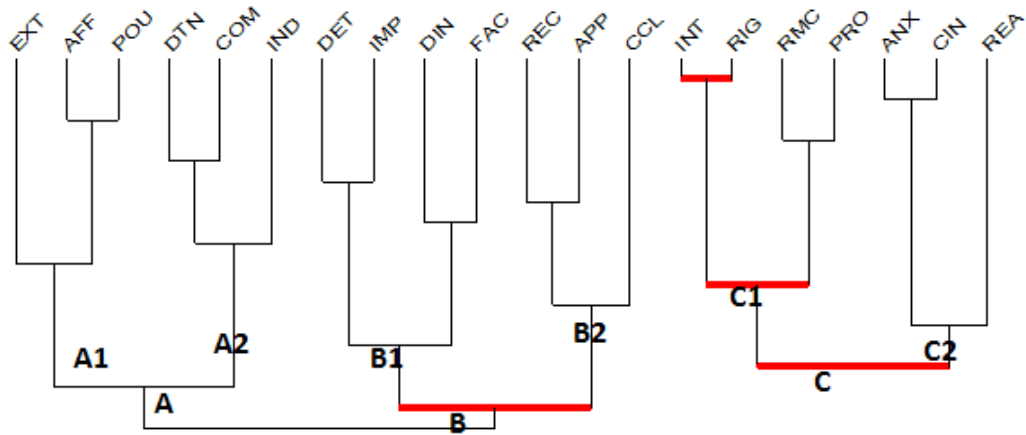 EXT AFF POU DTN COM IND DET IMP DIN FAC REC APP CCL INT RIG RMC PRO ANX CIN REA
C1
A1 A2 B1 B2 C2
A B C